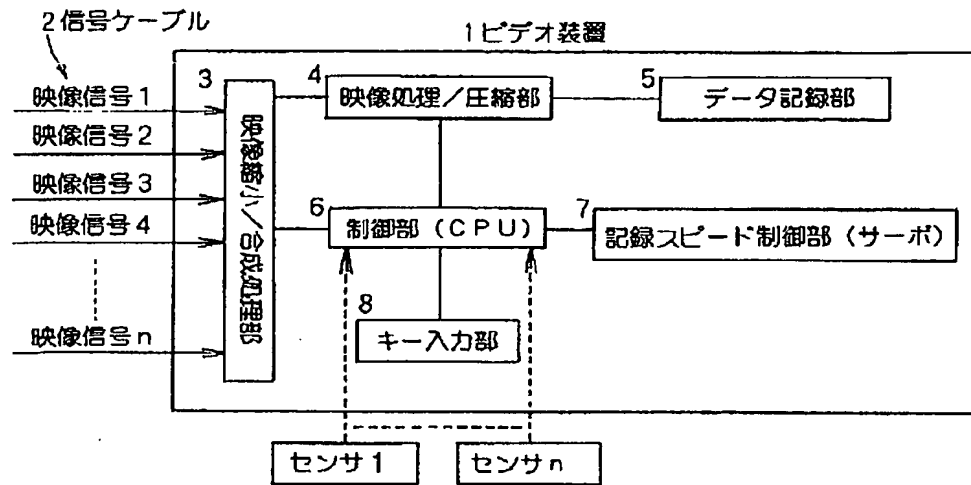 2信号ケーブル
1ビデオ装置
映像信号1
映像信号2
映像信号3
映像信号4
映像信号n
3
映像縮小/合成処理部
4
映像処理/圧縮部
5
データ記録部
6
制御部(CPU)
7
記録スピード制御部(サーボ)
8
キー入力部
センサ1
センサn